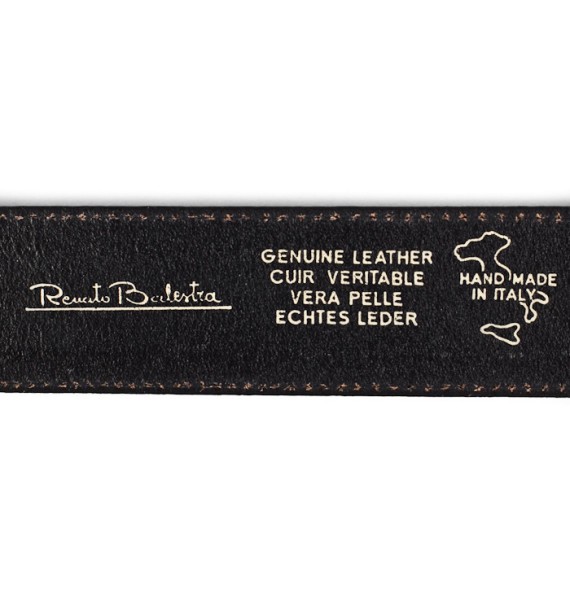 Renato Balestra
GENUINE LEATHER
CUIR VERITABLE
VERA PELLE
ECHTES LEDER
HAND MADE
IN ITALY